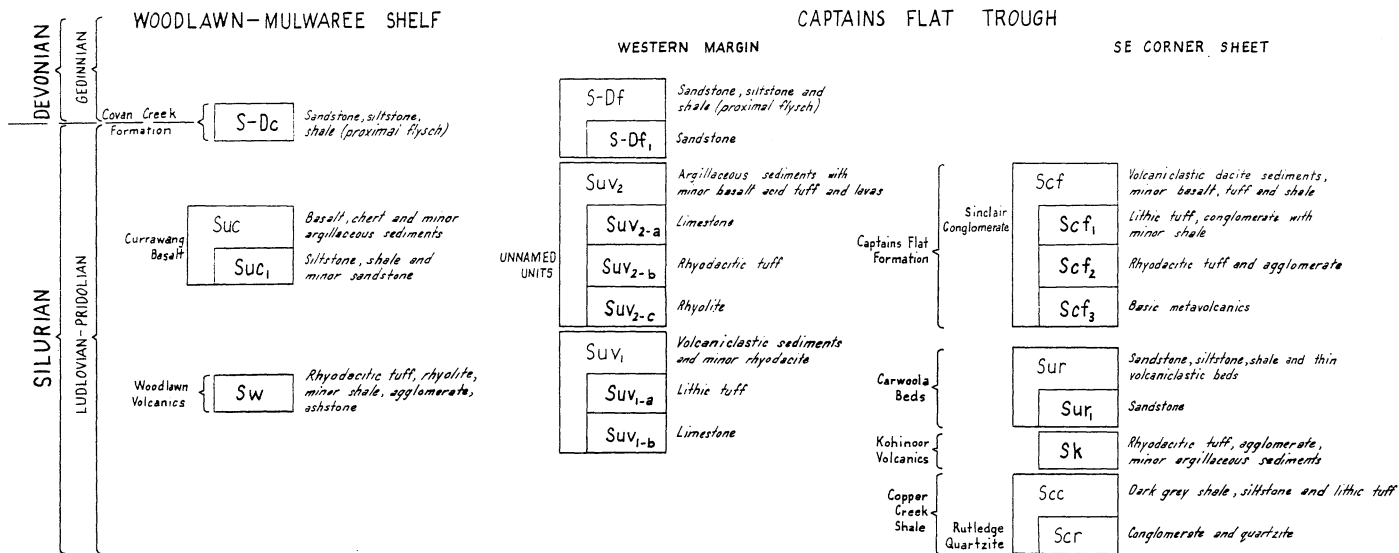 WOODLAWN-MULWAREE SHELF
CAPTAINS FLAT TROUGH
WESTERN MARGIN
SE CORNER SHEET
DEVONIAN
GEDINNIAN
SILURIAN
LUDLOVIAN-PRIDOLIAN
Covan Creek
Formation
S-Dc
Sandstone, siltstone,
shale (proximal flysch)
Currawang
Basalt
Suc
Basalt, chert and minor
argillaceous sediments
Suc₁
Siltstone, shale and
minor sandstone
Woodlawn
Volcanics
Sw
Rhyodacitic tuff, rhyolite,
minor shale, agglomerate,
ashstone
UNNAMED
UNITS
S-Df
Sandstone, siltstone and
shale (proximal flysch)
S-Df₁
Sandstone
Suv₂
Argillaceous sediments with
minor basalt acid tuff and lavas
Suv₂₋a
Limestone
Suv₂₋b
Rhyodacitic tuff
Suv₂₋c
Rhyolite
Suv₁
Volcaniclastic sediments
and minor rhyodacite
Suv₁₋a
Lithic tuff
Suv₁₋b
Limestone
Captains Flat
Formation
Sinclair
Conglomerate
Scf
Volcaniclastic dacite sediments,
minor basalt, tuff and shale
Scf₁
Lithic tuff, conglomerate with
minor shale
Scf₂
Rhyodacitic tuff and agglomerate
Scf₃
Basic metavolcanics
Carwoola
Beds
Sur
Sandstone, siltstone, shale and thin
volcaniclastic beds
Sur₁
Sandstone
Kohinoor
Volcanics
Sk
Rhyodacitic tuff, agglomerate,
minor argillaceous sediments
Copper
Creek
Shale
Scc
Dark grey shale, siltstone and lithic tuff
Rutledge
Quartzite
Scr
Conglomerate and quartzite